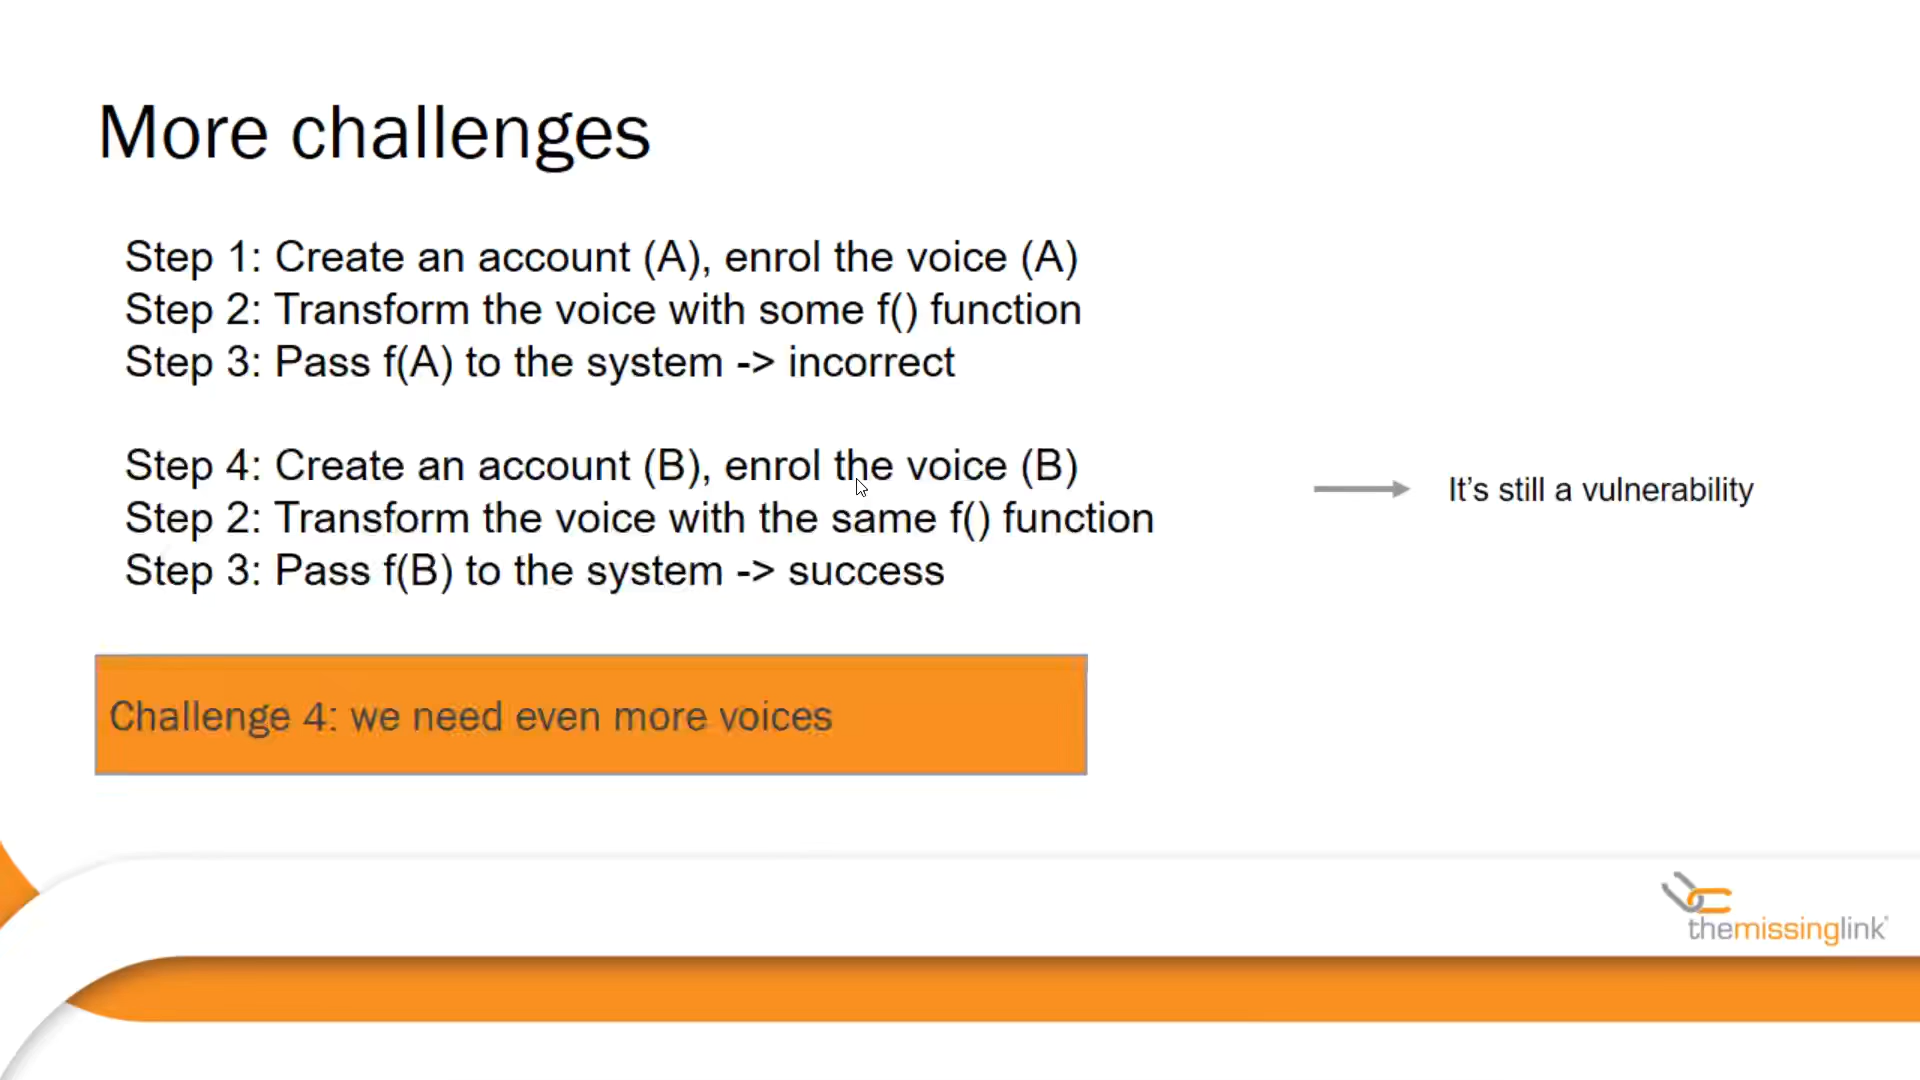 More challenges
Step 1: Create an account (A), enrol the voice (A)
Step 2: Transform the voice with some f() function
Step 3: Pass f(A) to the system -> incorrect
Step 4: Create an account (B), enrol the voice (B)
Step 2: Transform the voice with the same f() function
Step 3: Pass f(B) to the system -> success
It’s still a vulnerability
Challenge 4: we need even more voices
themissinglink